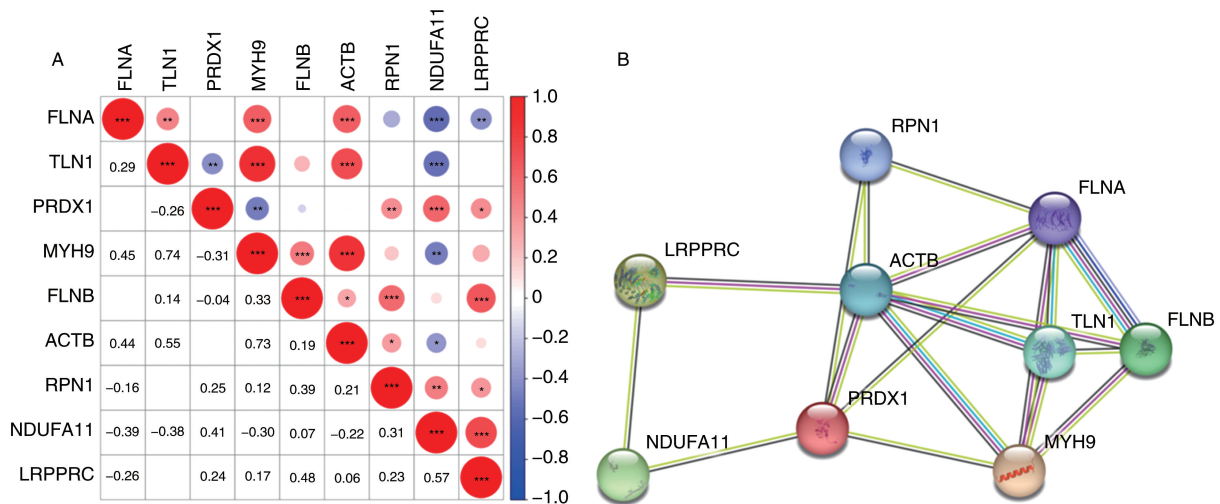 A
B
FLNA TLN1 PRDX1 MYH9 FLNB ACTB RPN1 NDUFA11 LRPPRC
FLNA *** ** *** *** *** **
TLN1 0.29 *** ** *** *** ***
PRDX1 −0.26 *** ** ** *** *
MYH9 0.45 0.74 −0.31 *** *** *** **
FLNB 0.14 −0.04 0.33 *** * *** ***
ACTB 0.44 0.55 0.73 0.19 *** * *
RPN1 −0.16 0.25 0.12 0.39 0.21 *** ** *
NDUFA11 −0.39 −0.38 0.41 −0.30 0.07 −0.22 0.31 *** ***
LRPPRC −0.26 0.24 0.17 0.48 0.06 0.23 0.57 ***
1.0
0.8
0.6
0.4
0.2
0
−0.2
−0.4
−0.6
−0.8
−1.0
RPN1
FLNA
LRPPRC
ACTB
TLN1
FLNB
PRDX1
NDUFA11
MYH9